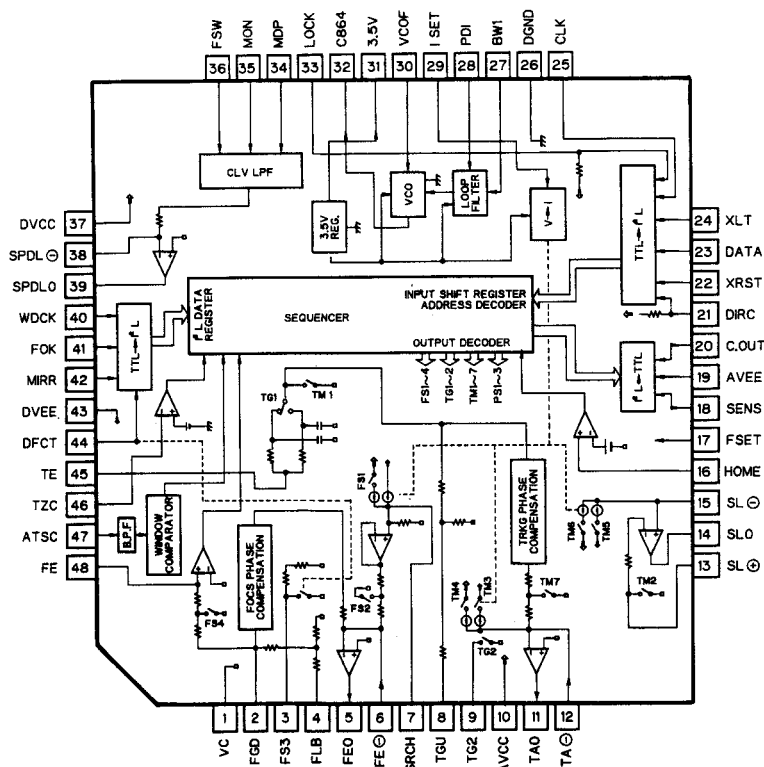 FSW
MON
MDP
LOCK
C864
3.5V
VCOF
I SET
PDI
BW1
DGND
CLK
36
35
34
33
32
31
30
29
28
27
26
25
CLV LPF
3.5V REG.
VCO
LOOP FILTER
V→I
DVCC 37
SPDL⊖ 38
SPDLO 39
WDCK 40
FOK 41
MIRR 42
DVEE 43
DFCT 44
TE 45
TZC 46
ATSC 47
FE 48
24 XLT
23 DATA
22 XRST
21 DIRC
20 C.OUT
19 AVEE
18 SENS
17 FSET
16 HOME
15 SL⊖
14 SLO
13 SL⊕
TTL
TTL
TTL
I²L DATA REGISTER
SEQUENCER
INPUT SHIFT REGISTER
ADDRESS DECODER
OUTPUT DECODER
FS1~4
TG1~2
TM1~7
PS1~3
TG1
TM1
FS1
B.P.F
WINDOW COMPARATOR
FOCS PHASE COMPENSATION
TRKG PHASE COMPENSATION
FS4
FS2
TM4
TM3
TG2
TM7
TM6
TM5
TM2
1
2
3
4
5
6
7
8
9
10
11
12
VC
FGD
FS3
FLB
FEO
FE⊖
SRCH
TGU
TG2
AVCC
TAO
TA⊖